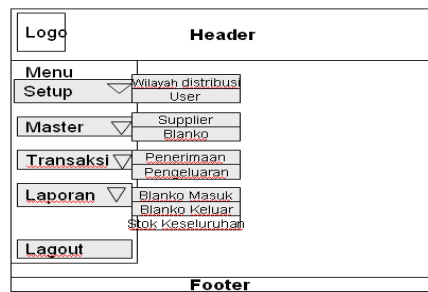 Logo
Header
Menu
Setup
Wilayah distribusi
User
Master
Supplier
Blanko
Transaksi
Penerimaan
Pengeluaran
Laporan
Blanko Masuk
Blanko Keluar
Stok Keseluruhan
Lagout
Footer